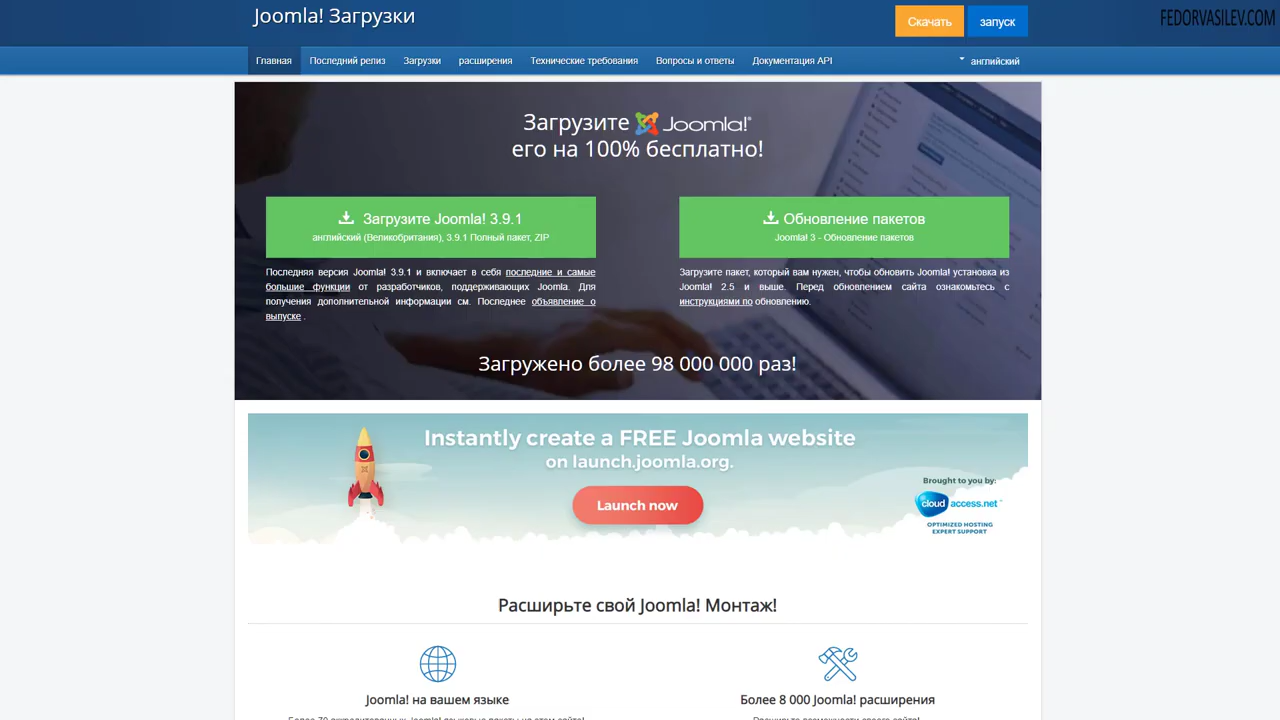 Joomla! Загрузки
Скачать
запуск
FEDORVASILEV.COM
Главная
Последний релиз
Загрузки
расширения
Технические требования
Вопросы и ответы
Документация API
английский
Загрузите Joomla!®
его на 100% бесплатно!
Загрузите Joomla! 3.9.1
английский (Великобритания), 3.9.1 Полный пакет, ZIP
Последняя версия Joomla! 3.9.1 и включает в себя последние и самые
большие функции от разработчиков, поддерживающих Joomla. Для
получения дополнительной информации см. Последнее объявление о
выпуске .
Обновление пакетов
Joomla! 3 - Обновление пакетов
Загрузите пакет, который вам нужен, чтобы обновить Joomla! установка из
Joomla! 2.5 и выше. Перед обновлением сайта ознакомьтесь с
инструкциями по обновлению.
Загружено более 98 000 000 раз!
Instantly create a FREE Joomla website
on launch.joomla.org.
Launch now
Brought to you by:
cloudaccess.net™
OPTIMIZED HOSTING
EXPERT SUPPORT
Расширьте свой Joomla! Монтаж!
Joomla! на вашем языке
Более 8 000 Joomla! расширения